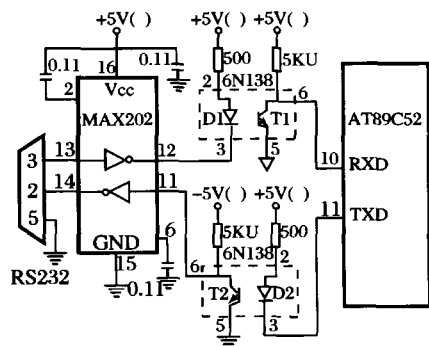 +5V( )
+5V( ) +5V( )
0.11
0.11
16
500
5KU
2
Vcc
2
6N138
6
MAX202
D1
T1
AT89C52
3
13
12
3
5
10
RXD
2
14
11
-5V( ) +5V( )
11
TXD
5
6
5KU
500
GND
6N138
2
RS232
15
0.11
6r
T2
D2
5
3